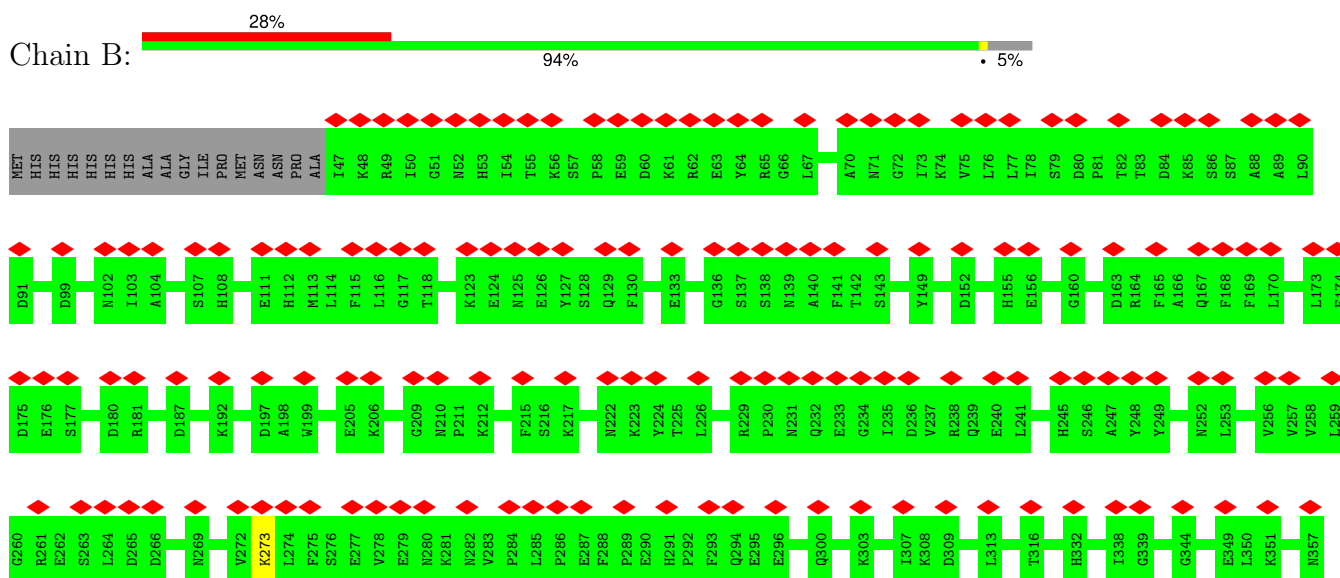 28%
Chain B:
94% • 5%
MET HIS HIS HIS HIS HIS HIS ALA ALA GLY ILE PRO MET ASN ASN PRO ALA I47 K48 R49 I50 G51 N52 H53 I54 T55 K56 S57 P58 E59 D60 K61 R62 E63 Y64 R65 G66 L67 A70 N71 G72 I73 K74 V75 L76 L77 I78 S79 D80 P81 T82 T83 D84 K85 S86 S87 A88 A89 L90
D91 D99 N102 I103 A104 S107 H108 E111 H112 M113 L114 F115 L116 G117 T118 K123 E124 N125 E126 Y127 S128 Q129 F130 E133 G136 S137 S138 N139 A140 F141 T142 S143 Y149 D152 H155 E156 G160 D163 R164 F165 A166 Q167 F168 F169 L170 L173
D175 E176 S177 D180 R181 D187 K192 D197 A198 W199 E205 K206 G209 N210 P211 K212 F215 S216 K217 N222 K223 Y224 T225 L226 R229 P230 N231 Q232 E233 G234 I235 D236 V237 R238 Q239 E240 L241 H245 S246 A247 Y248 Y249 N252 L253 V256 V257 V258 L259
G260 R261 E262 S263 L264 D265 D266 N269 V272 K273 L274 F275 S276 E277 V278 E279 N280 K281 N282 V283 P284 L285 P286 E287 F288 P289 E290 H291 P292 F293 Q294 E295 E296 Q300 K303 I307 K308 D309 L313 T316 H332 I338 G339 G344 E349 L350 K351 N357